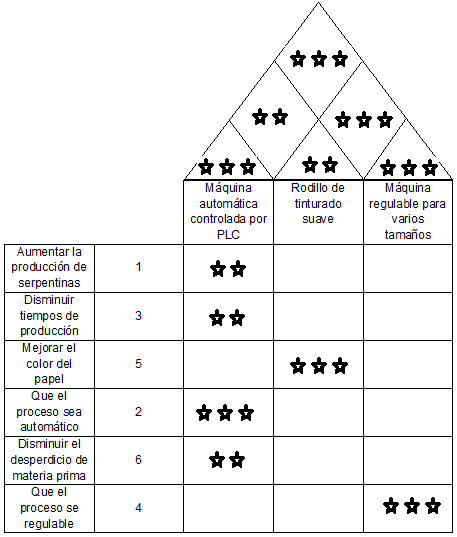 Máquina
automática
controlada por
PLC
Rodillo de
tinturado
suave
Máquina
regulable para
varios
tamaños
Aumentar la
producción de
serpentinas
1
Disminuir
tiempos de
producción
3
Mejorar el
color del
papel
5
Que el
proceso sea
automático
2
Disminuir el
desperdicio de
materia prima
6
Que el
proceso se
regulable
4